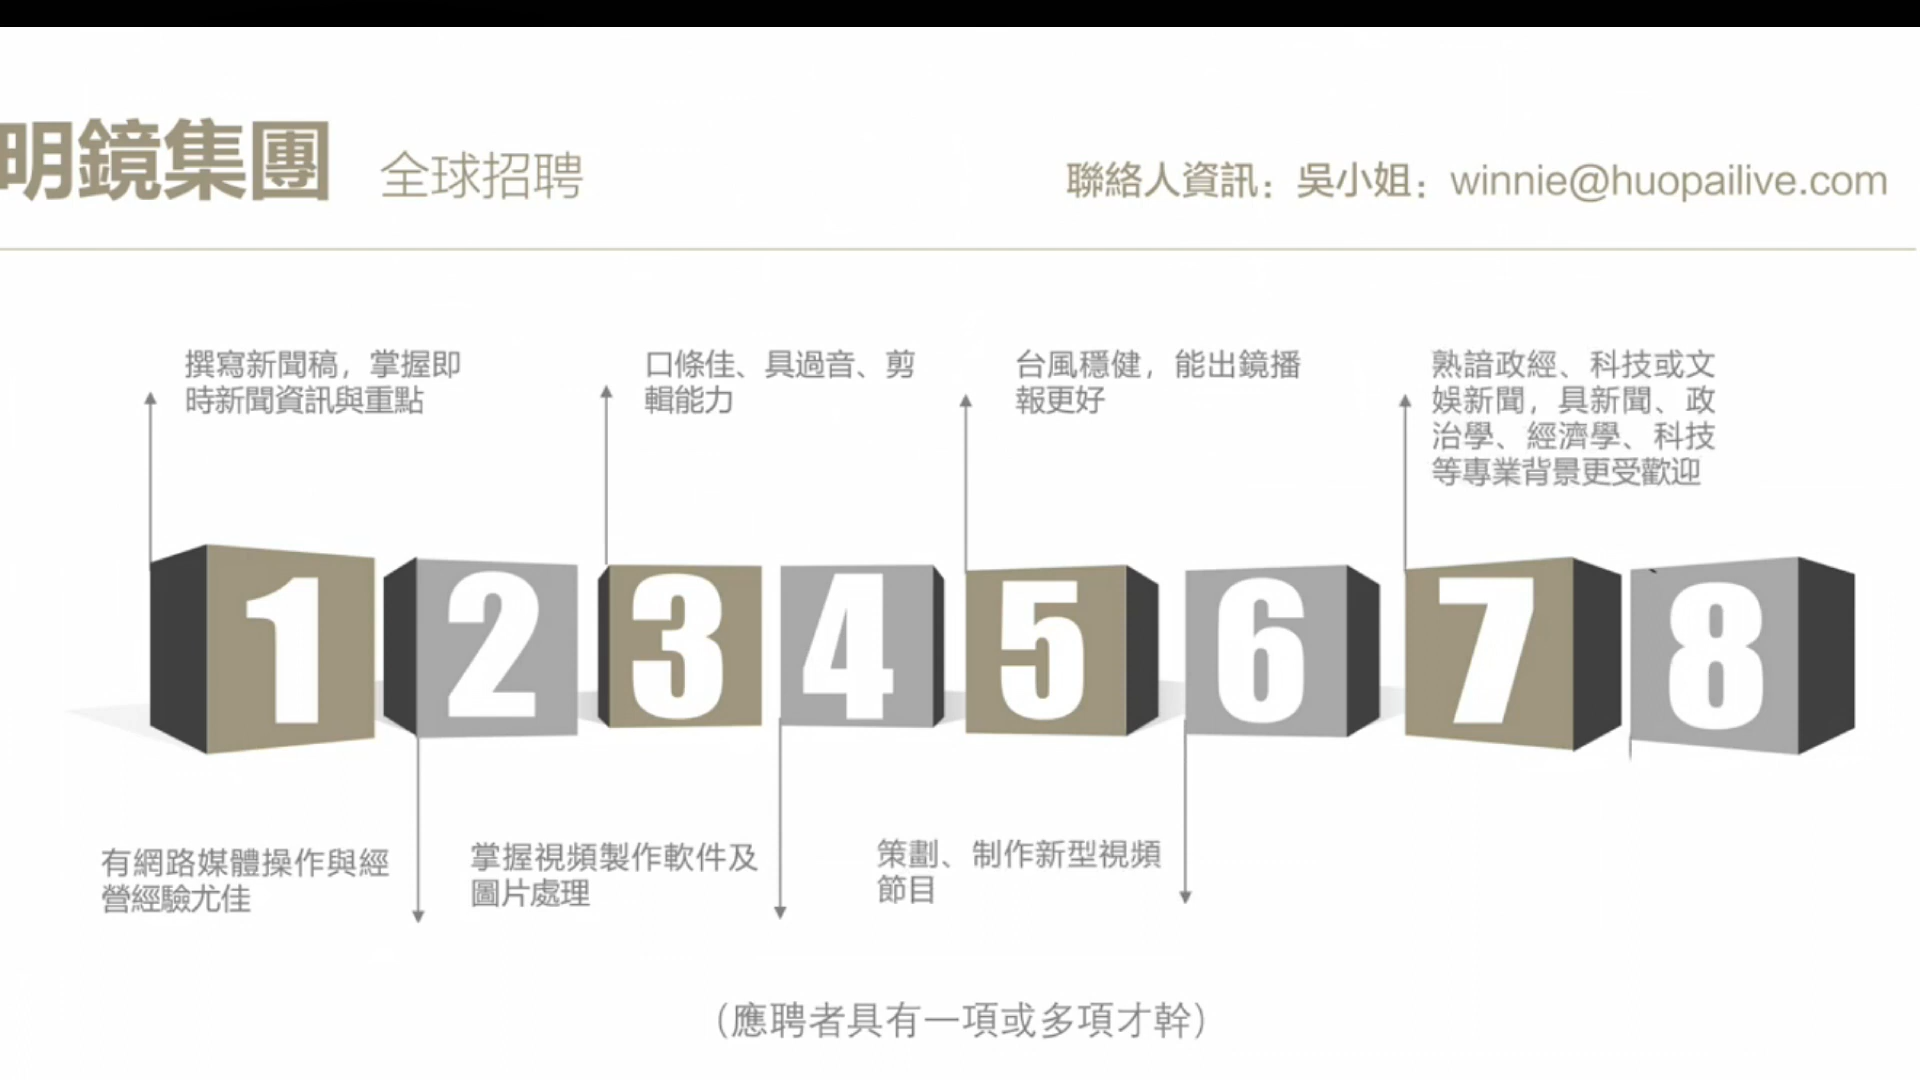 明鏡集團 全球招聘
聯絡人資訊：吳小姐：winnie@huopailive.com
撰寫新聞稿，掌握即
時新聞資訊與重點
口條佳、具過音、剪
輯能力
台風穩健，能出鏡播
報更好
熟諳政經、科技或文
娛新聞，具新聞、政
治學、經濟學、科技
等專業背景更受歡迎
1 2 3 4 5 6 7 8
有網路媒體操作與經
營經驗尤佳
掌握視頻製作軟件及
圖片處理
策劃、制作新型視頻
節目
（應聘者具有一項或多項才幹）